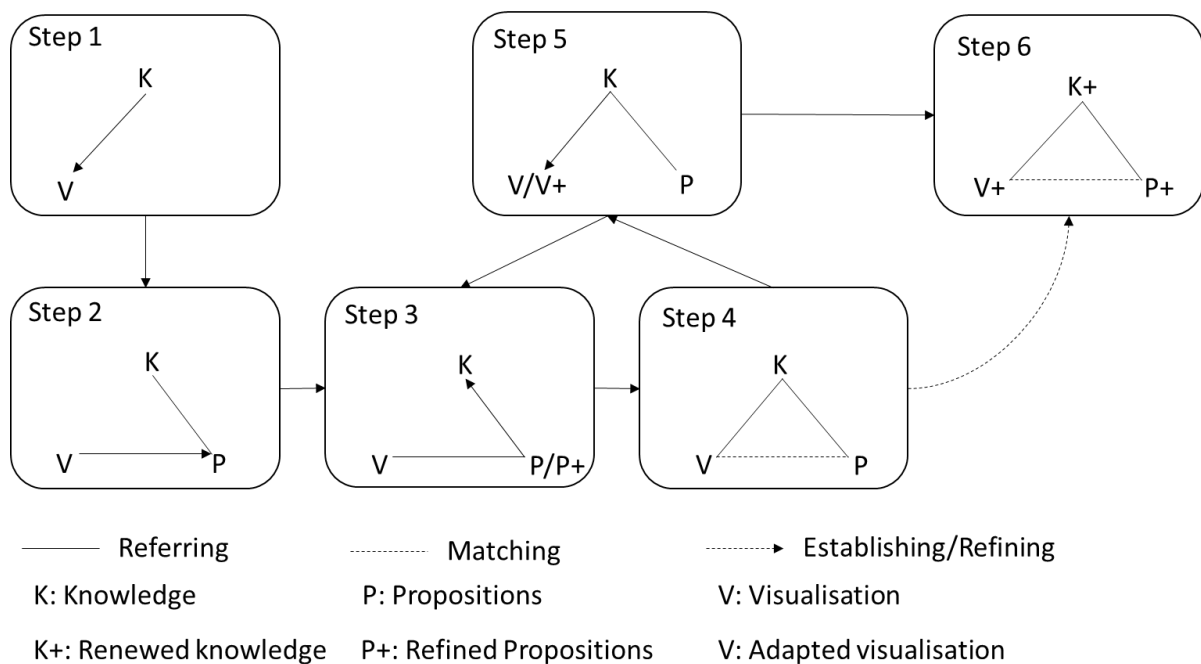 Step 1
K
V
Step 5
K
V/V+
P
Step 6
K+
V+
P+
Step 2
K
V
P
Step 3
K
V
P/P+
Step 4
K
V
P
Referring
Matching
Establishing/Refining
K: Knowledge
P: Propositions
V: Visualisation
K+: Renewed knowledge
P+: Refined Propositions
V: Adapted visualisation